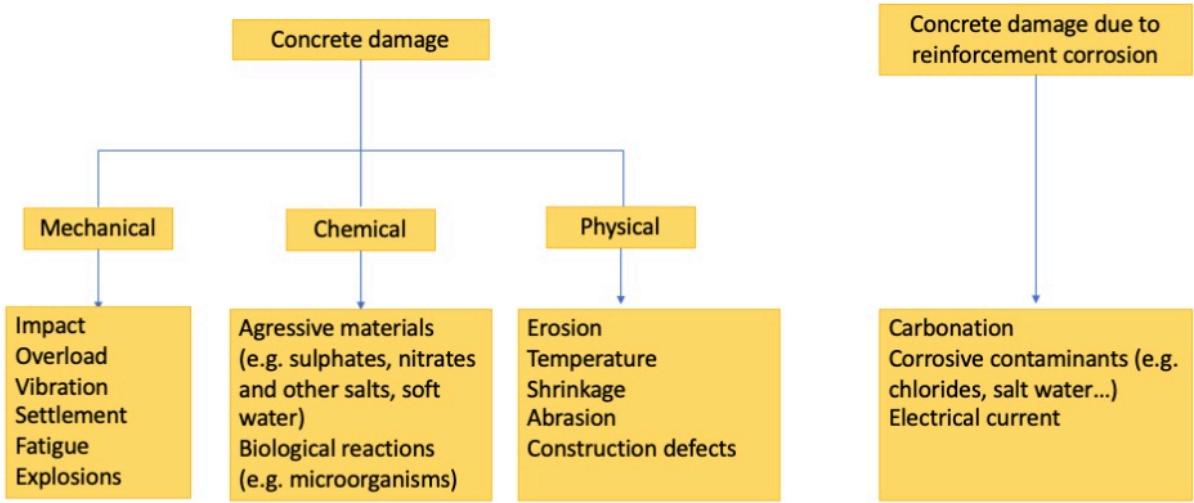 Concrete damage
Concrete damage due to
reinforcement corrosion
Mechanical
Chemical
Physical
Impact
Overload
Vibration
Settlement
Fatigue
Explosions
Agressive materials
(e.g. sulphates, nitrates
and other salts, soft
water)
Biological reactions
(e.g. microorganisms)
Erosion
Temperature
Shrinkage
Abrasion
Construction defects
Carbonation
Corrosive contaminants (e.g.
chlorides, salt water...)
Electrical current